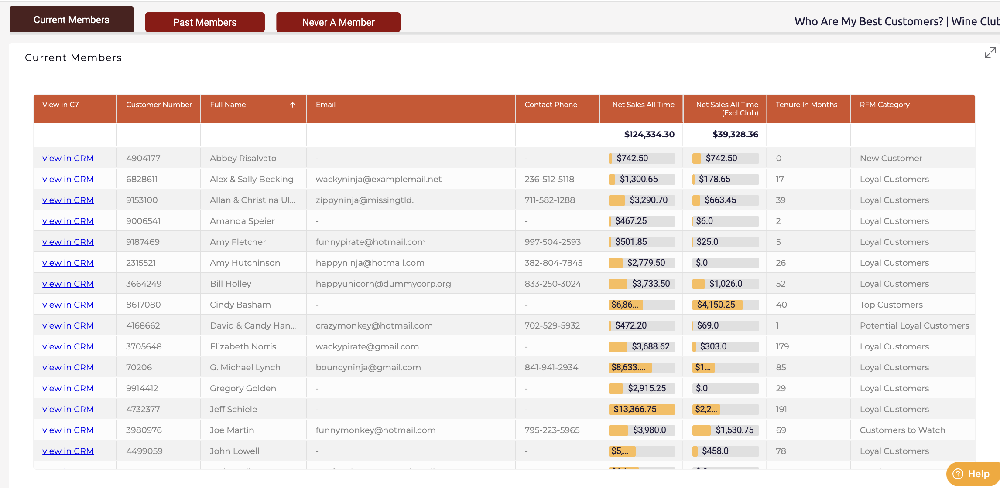 Current Members
Past Members
Never A Member
Who Are My Best Customers? | Wine Club
Current Members
View in C7 Customer Number Full Name ↑ Email Contact Phone Net Sales All Time Net Sales All Time Tenure In Months RFM Category
(Excl Club)
$124,334.30 $39,328.36
view in CRM 4904177 Abbey Risalvato - - $742.50 $742.50 0 New Customer
view in CRM 6828611 Alex & Sally Becking wackyninja@examplemail.net 236-512-5118 $1,300.65 $178.65 17 Loyal Customers
view in CRM 9153100 Allan & Christina Ul... zippyninja@missingtld. 711-582-1288 $3,290.70 $663.45 39 Loyal Customers
view in CRM 9006541 Amanda Speier - - $467.25 $6.0 2 Loyal Customers
view in CRM 9187469 Amy Fletcher funnypirate@hotmail.com 997-504-2593 $501.85 $25.0 5 Loyal Customers
view in CRM 2315521 Amy Hutchinson happyninja@hotmail.com 382-804-7845 $2,779.50 $.0 26 Loyal Customers
view in CRM 3664249 Bill Holley happyunicorn@dummycorp.org 833-250-3024 $3,733.50 $1,026.0 52 Loyal Customers
view in CRM 8617080 Cindy Basham - - $6,86... $4,150.25 40 Top Customers
view in CRM 4168662 David & Candy Han... crazymonkey@hotmail.com 702-529-5932 $472.20 $69.0 1 Potential Loyal Customers
view in CRM 3705648 Elizabeth Norris wackypirate@gmail.com - $3,688.62 $303.0 179 Loyal Customers
view in CRM 70206 G. Michael Lynch bouncyninja@gmail.com 841-941-2934 $8,633.... $1... 85 Loyal Customers
view in CRM 9914412 Gregory Golden - - $2,915.25 $.0 29 Loyal Customers
view in CRM 4732377 Jeff Schiele - - $13,366.75 $2,2... 191 Loyal Customers
view in CRM 3980976 Joe Martin funnymonkey@hotmail.com 795-223-5965 $3,980.0 $1,530.75 69 Customers to Watch
view in CRM 4499059 John Lowell - - $5,... $458.0 78 Loyal Customers
Help